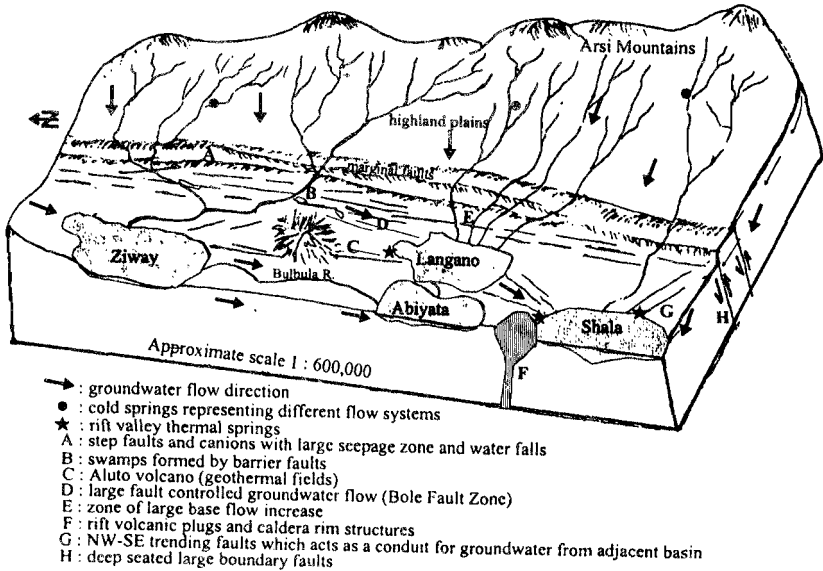 Arsi Mountains
N
highland plains
A
marginal faults
B
E
D
C
Ziway
Langano
Bulbula R.
Abiyata
Shala
G
H
F
Approximate scale 1 : 600,000
: groundwater flow direction
: cold springs representing different flow systems
: rift valley thermal springs
A : step faults and canions with large seepage zone and water falls
B : swamps formed by barrier faults
C : Aluto volcano (geothermal fields)
D : large fault controlled groundwater flow (Bole Fault Zone)
E : zone of large base flow increase
F : rift volcanic plugs and caldera rim structures
G : NW-SE trending faults which acts as a conduit for groundwater from adjacent basin
H : deep seated large boundary faults